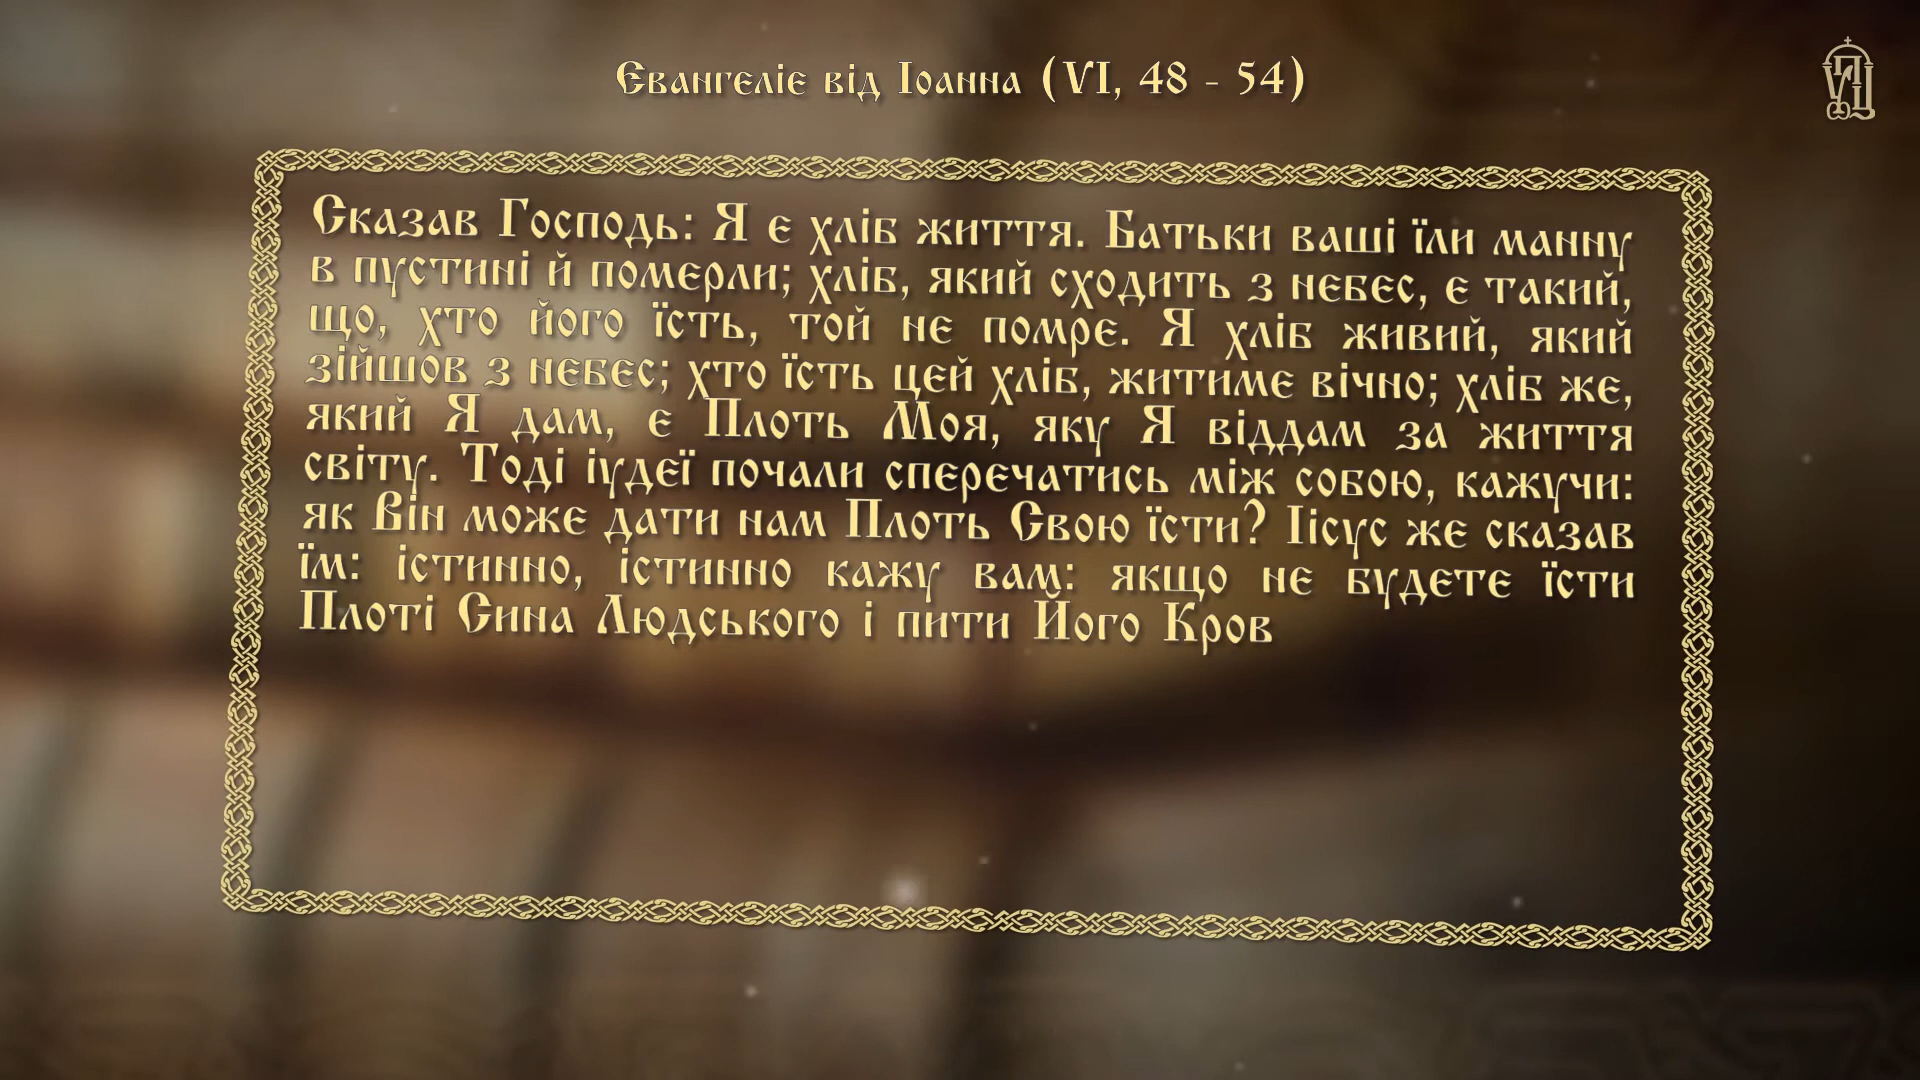 Євангеліє від Іоанна (VI, 48 - 54)
Сказав Господь: Я є хліб життя. Батьки ваші їли манну
в пустині й померли; хліб, який сходить з небес, є такий,
що, хто його їсть, той не помре. Я хліб живий, який
зійшов з небес; хто їсть цей хліб, житиме вічно; хліб же,
який Я дам, є Плоть Моя, яку Я віддам за життя
світу. Тоді іудеї почали сперечатись між собою, кажучи:
як Він може дати нам Плоть Свою їсти? Іісус же сказав
їм: істинно, істинно кажу вам: якщо не будете їсти
Плоті Сина Людського і пити Його Кров